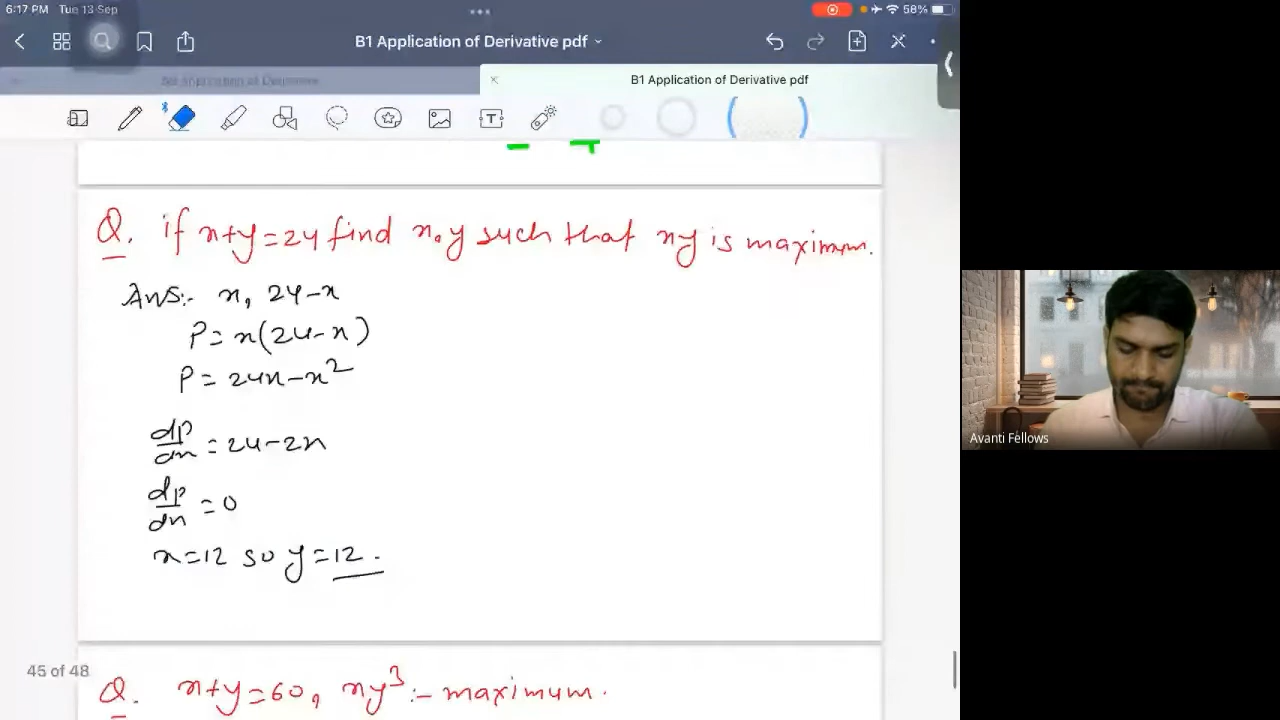 6:17 PM Tue 13 Sep
58%
B1 Application of Derivative pdf
B1 Application of Derivative pdf
Q. if x+y=24 find x, y such that xy is maximum.
Ans:- x, 24-x
P = x(24-x)
P = 24x-x²
dp/dx = 24-2x
dp/dx = 0
x=12 so y=12.
45 of 48
Q. x+y=60, xy³:- maximum.
Avanti Fellows